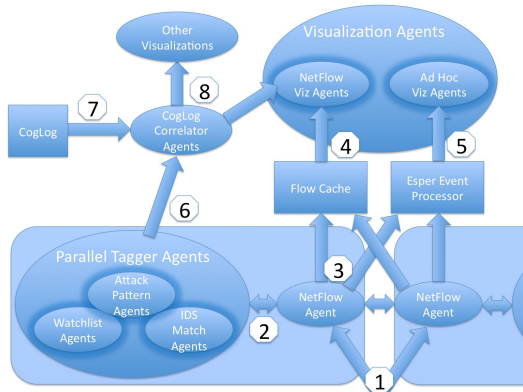 Other
Visualizations
Visualization Agents
NetFlow
Viz Agents
Ad Hoc
Viz Agents
7
8
CogLog
CogLog
Correlator
Agents
4
5
Flow Cache
Esper Event
Processor
6
Parallel Tagger Agents
Attack
Pattern
Agents
Watchlist
Agents
IDS
Match
Agents
3
2
NetFlow
Agent
NetFlow
Agent
1